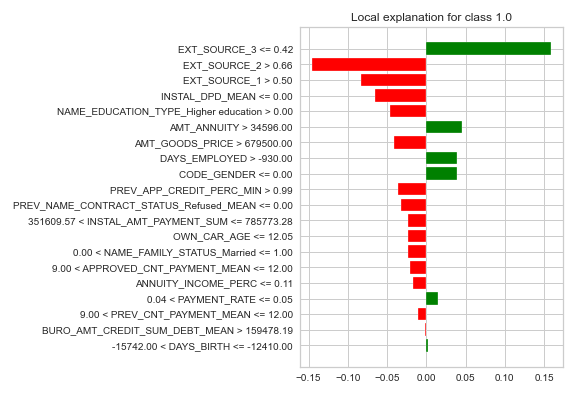 Local explanation for class 1.0
EXT_SOURCE_3 <= 0.42
EXT_SOURCE_2 > 0.66
EXT_SOURCE_1 > 0.50
INSTAL_DPD_MEAN <= 0.00
NAME_EDUCATION_TYPE_Higher education > 0.00
AMT_ANNUITY > 34596.00
AMT_GOODS_PRICE > 679500.00
DAYS_EMPLOYED > -930.00
CODE_GENDER <= 0.00
PREV_APP_CREDIT_PERC_MIN > 0.99
PREV_NAME_CONTRACT_STATUS_Refused_MEAN <= 0.00
351609.57 < INSTAL_AMT_PAYMENT_SUM <= 785773.28
OWN_CAR_AGE <= 12.05
0.00 < NAME_FAMILY_STATUS_Married <= 1.00
9.00 < APPROVED_CNT_PAYMENT_MEAN <= 12.00
ANNUITY_INCOME_PERC <= 0.11
0.04 < PAYMENT_RATE <= 0.05
9.00 < PREV_CNT_PAYMENT_MEAN <= 12.00
BURO_AMT_CREDIT_SUM_DEBT_MEAN > 159478.19
-15742.00 < DAYS_BIRTH <= -12410.00
−0.15 −0.10 −0.05 0.00 0.05 0.10 0.15